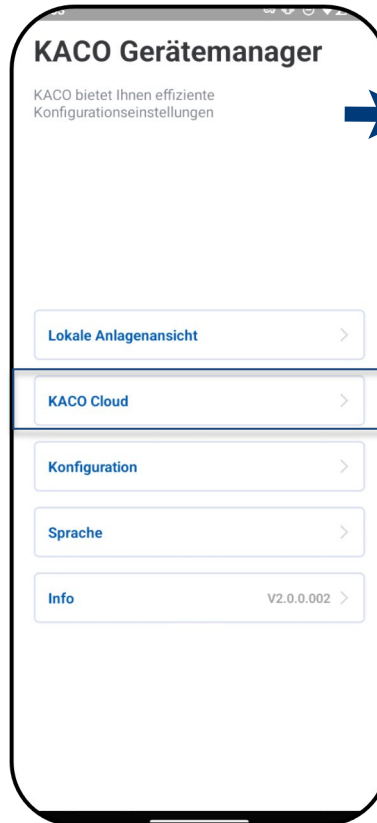 KACO Gerätemanager
KACO bietet Ihnen effiziente
Konfigurationseinstellungen
Lokale Anlagenansicht
KACO Cloud
Konfiguration
Sprache
Info V2.0.0.002